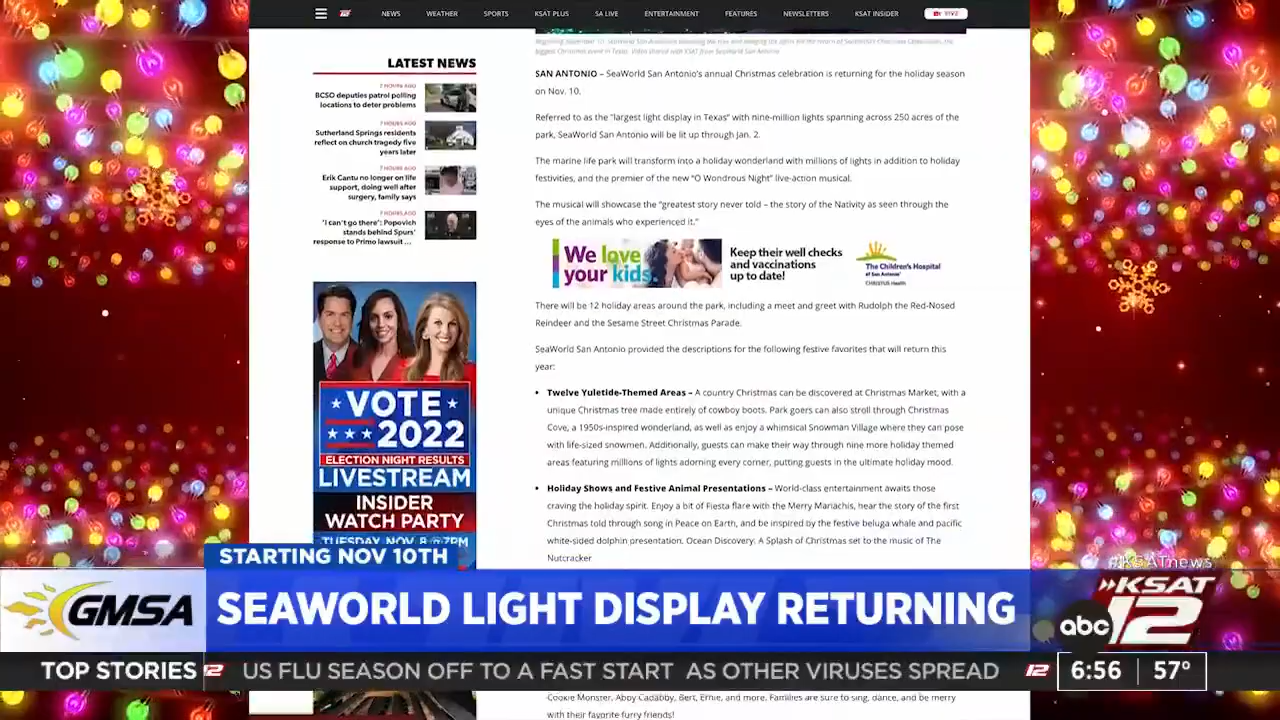 NEWS WEATHER SPORTS KSAT PLUS SA LIVE ENTERTAINMENT FEATURES NEWSLETTERS KSAT INSIDER LIVE
LATEST NEWS
7 HOURS AGO
BCSO deputies patrol polling
locations to deter problems
7 HOURS AGO
Sutherland Springs residents
reflect on church tragedy five
years later
7 HOURS AGO
Erik Cantu no longer on life
support, doing well after
surgery, family says
7 HOURS AGO
'I can't go there': Popovich
stands behind Spurs'
response to Primo lawsuit ...
VOTE
2022
ELECTION NIGHT RESULTS
LIVESTREAM
INSIDER
WATCH PARTY
TUESDAY, NOV. 8 @ 7PM
SAN ANTONIO – SeaWorld San Antonio's annual Christmas celebration is returning for the holiday season
on Nov. 10.
Referred to as the "largest light display in Texas" with nine-million lights spanning across 250 acres of the
park, SeaWorld San Antonio will be lit up through Jan. 2.
The marine life park will transform into a holiday wonderland with millions of lights in addition to holiday
festivities, and the premier of the new "O Wondrous Night" live-action musical.
The musical will showcase the "greatest story never told – the story of the Nativity as seen through the
eyes of the animals who experienced it."
We love
your kids.
Keep their well checks
and vaccinations
up to date!
The Children's Hospital
of San Antonio
CHRISTUS Health
There will be 12 holiday areas around the park, including a meet and greet with Rudolph the Red-Nosed
Reindeer and the Sesame Street Christmas Parade.
SeaWorld San Antonio provided the descriptions for the following festive favorites that will return this
year:
• Twelve Yuletide-Themed Areas – A country Christmas can be discovered at Christmas Market, with a
unique Christmas tree made entirely of cowboy boots. Park goers can also stroll through Christmas
Cove, a 1950s-inspired wonderland, as well as enjoy a whimsical Snowman Village where they can pose
with life-sized snowmen. Additionally, guests can make their way through nine more holiday themed
areas featuring millions of lights adorning every corner, putting guests in the ultimate holiday mood.
• Holiday Shows and Festive Animal Presentations – World-class entertainment awaits those
craving the holiday spirit. Enjoy a bit of Fiesta flare with the Merry Mariachis, hear the story of the first
Christmas told through song in Peace on Earth, and be inspired by the festive beluga whale and pacific
white-sided dolphin presentation, Ocean Discovery: A Splash of Christmas set to the music of The
Nutcracker
STARTING NOV 10TH
#KSATnews
GMSA
SEAWORLD LIGHT DISPLAY RETURNING
abc
KSAT
12
TOP STORIES 12 US FLU SEASON OFF TO A FAST START AS OTHER VIRUSES SPREAD 12
6:56 57°
Cookie Monster, Abby Cadabby, Bert, Ernie, and more. Families are sure to sing, dance, and be merry
with their favorite furry friends!